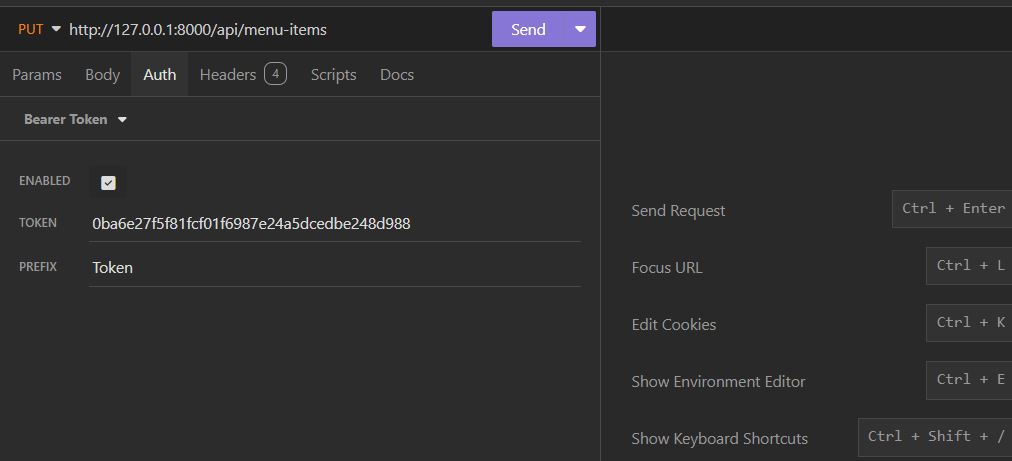 PUT http://127.0.0.1:8000/api/menu-items Send
Params Body Auth Headers 4 Scripts Docs
Bearer Token
ENABLED
TOKEN 0ba6e27f5f81fcf01f6987e24a5dcedbe248d988
PREFIX Token
Send Request Ctrl + Enter
Focus URL Ctrl + L
Edit Cookies Ctrl + K
Show Environment Editor Ctrl + E
Show Keyboard Shortcuts Ctrl + Shift + /